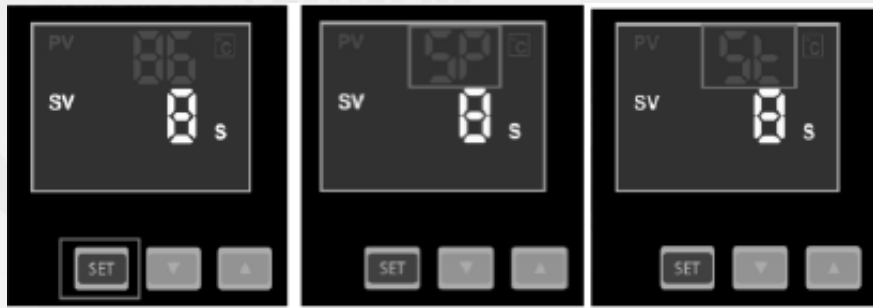 PV 86 °C
SV 8 S
SET ▼ ▲
PV SP °C
SV 8 S
SET ▼ ▲
PV St °C
SV 8 S
SET ▼ ▲